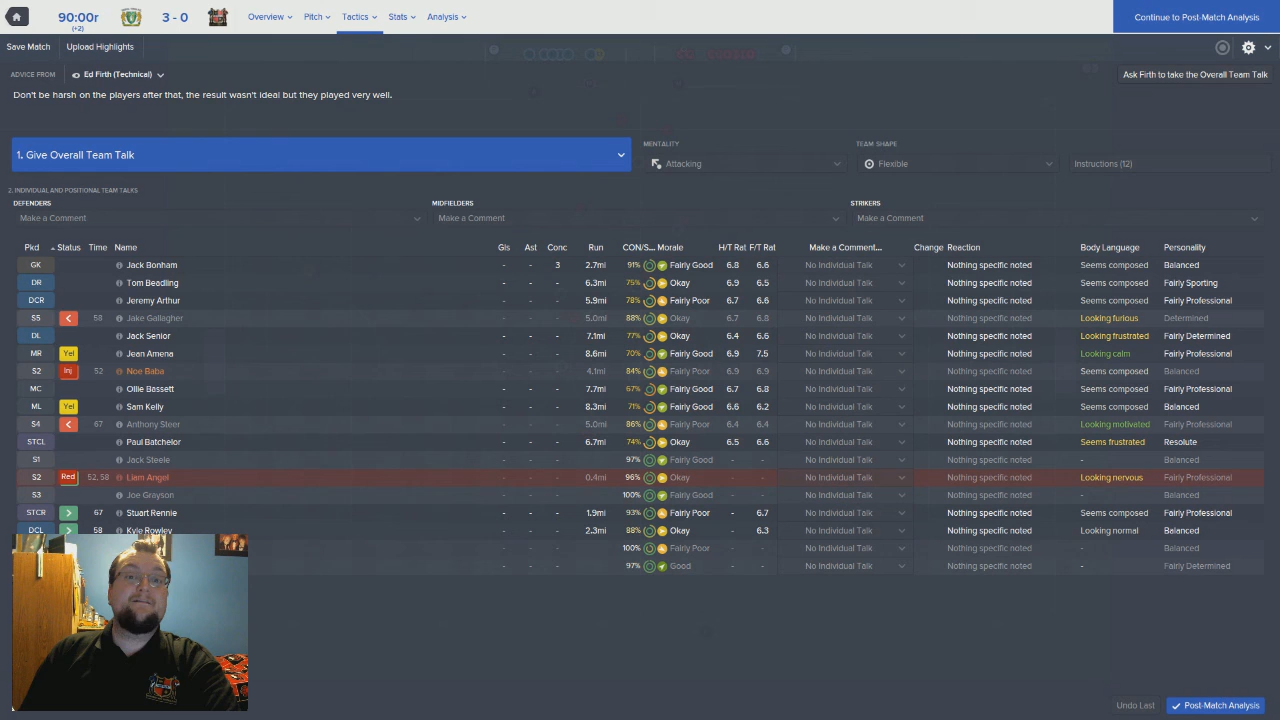 90:00r
(+2)
3 - 0
Overview
Pitch
Tactics
Stats
Analysis
Continue to Post-Match Analysis
Save Match
Upload Highlights
ADVICE FROM
Ed Firth (Technical)
Ask Firth to take the Overall Team Talk
Don't be harsh on the players after that, the result wasn't ideal but they played very well.
1. Give Overall Team Talk
MENTALITY
Attacking
TEAM SHAPE
Flexible
Instructions (12)
2. INDIVIDUAL AND POSITIONAL TEAM TALKS
DEFENDERS
Make a Comment
MIDFIELDERS
Make a Comment
STRIKERS
Make a Comment
Pkd Status Time Name Gls Ast Conc Run CON/S... Morale H/T Rat F/T Rat Make a Comment... Change Reaction Body Language Personality
GK Jack Bonham - - 3 2.7mi 91% Fairly Good 6.8 6.6 No Individual Talk Nothing specific noted Seems composed Balanced
DR Tom Beadling - - - 6.3mi 75% Okay 6.9 6.5 No Individual Talk Nothing specific noted Seems composed Fairly Sporting
DCR Jeremy Arthur - - - 5.9mi 78% Fairly Poor 6.7 6.6 No Individual Talk Nothing specific noted Seems composed Fairly Professional
S5 58 Jake Gallagher - - - 5.0mi 88% Okay 6.7 6.8 No Individual Talk Nothing specific noted Looking furious Determined
DL Jack Senior - - - 7.1mi 77% Okay 6.4 6.6 No Individual Talk Nothing specific noted Looking frustrated Fairly Determined
MR Yel Jean Amena - - - 8.6mi 70% Fairly Good 6.9 7.5 No Individual Talk Nothing specific noted Looking calm Fairly Professional
S2 Inj 52 Noe Baba - - - 4.1mi 84% Fairly Good 6.9 6.9 No Individual Talk Nothing specific noted Seems composed Balanced
MC Ollie Bassett - - - 7.7mi 67% Fairly Good 6.7 6.8 No Individual Talk Nothing specific noted Seems composed Fairly Professional
ML Yel Sam Kelly - - - 8.3mi 71% Fairly Good 6.6 6.2 No Individual Talk Nothing specific noted Seems composed Balanced
S4 67 Anthony Steer - - - 5.0mi 86% Fairly Poor 6.4 6.4 No Individual Talk Nothing specific noted Looking motivated Fairly Professional
STCL Paul Batchelor - - - 6.7mi 74% Okay 6.5 6.6 No Individual Talk Nothing specific noted Seems frustrated Resolute
S1 Jack Steele - - - 97% Fairly Good - - No Individual Talk Nothing specific noted - Balanced
S2 Red 52, 58 Liam Angel - - - 0.4mi 96% Okay - - No Individual Talk Nothing specific noted Looking nervous Fairly Professional
S3 Joe Grayson - - - 100% Fairly Good - - No Individual Talk Nothing specific noted - Balanced
STCR 67 Stuart Rennie - - - 1.9mi 93% Fairly Poor - 6.7 No Individual Talk Nothing specific noted Seems composed Fairly Professional
DCL 58 Kyle Rowley - - - 2.3mi 88% Okay - 6.3 No Individual Talk Nothing specific noted Looking normal Balanced
- - - 100% Fairly Poor - - No Individual Talk Nothing specific noted - Balanced
- - - 97% Good - - No Individual Talk Nothing specific noted - Fairly Determined
Undo Last
Post-Match Analysis